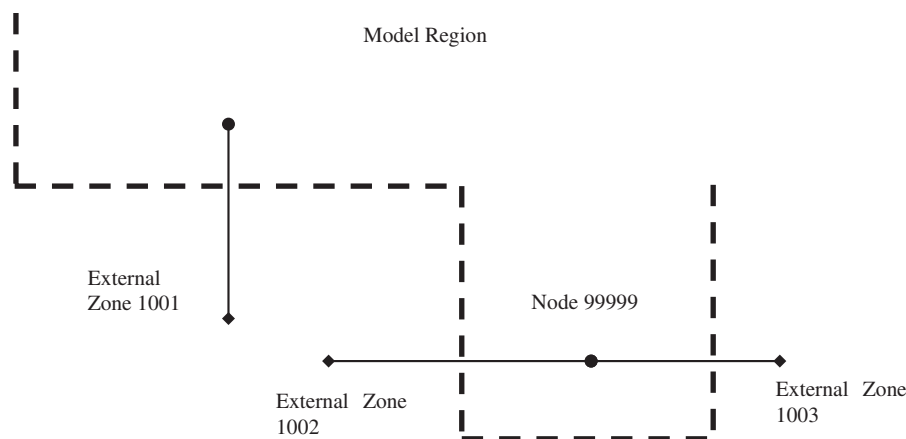 Model Region
External
Zone 1001
Node 99999
External Zone
1002
External Zone
1003